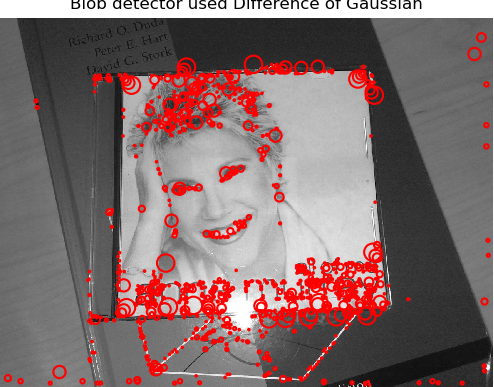 Blob detector used Difference of Gaussian
Richard O. Duda
Peter E. Hart
David G. Stork